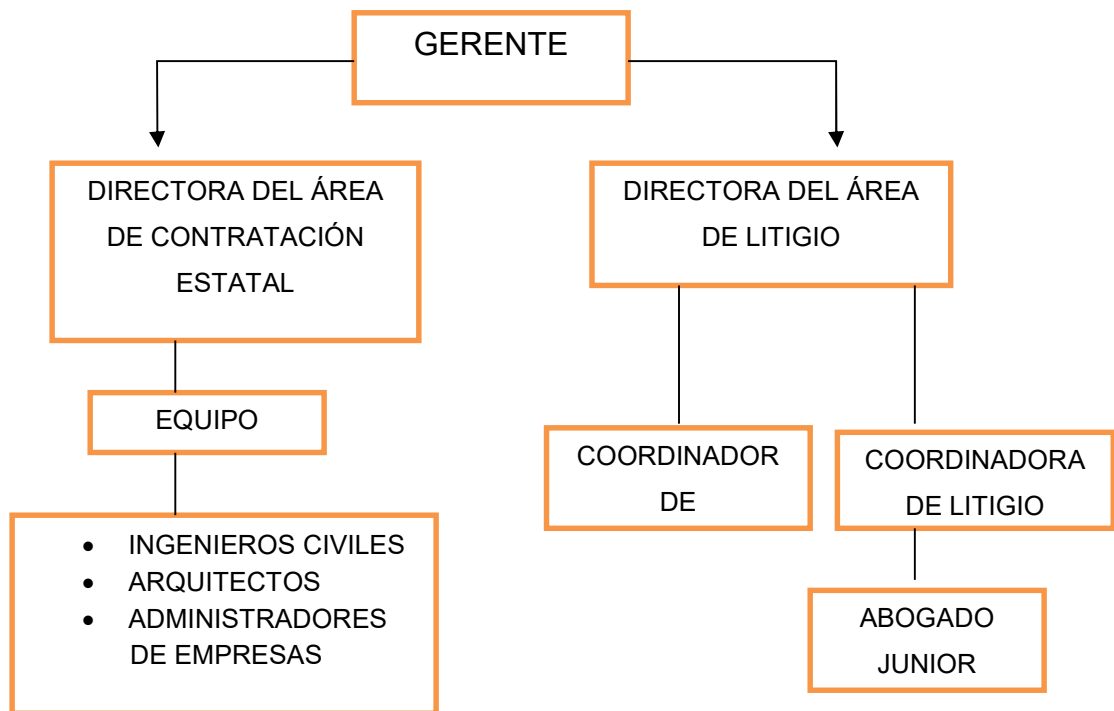 GERENTE
DIRECTORA DEL ÁREA
DE CONTRATACIÓN
ESTATAL
EQUIPO
• INGENIEROS CIVILES
• ARQUITECTOS
• ADMINISTRADORES
DE EMPRESAS
DIRECTORA DEL ÁREA
DE LITIGIO
COORDINADOR
DE
COORDINADORA
DE LITIGIO
ABOGADO
JUNIOR